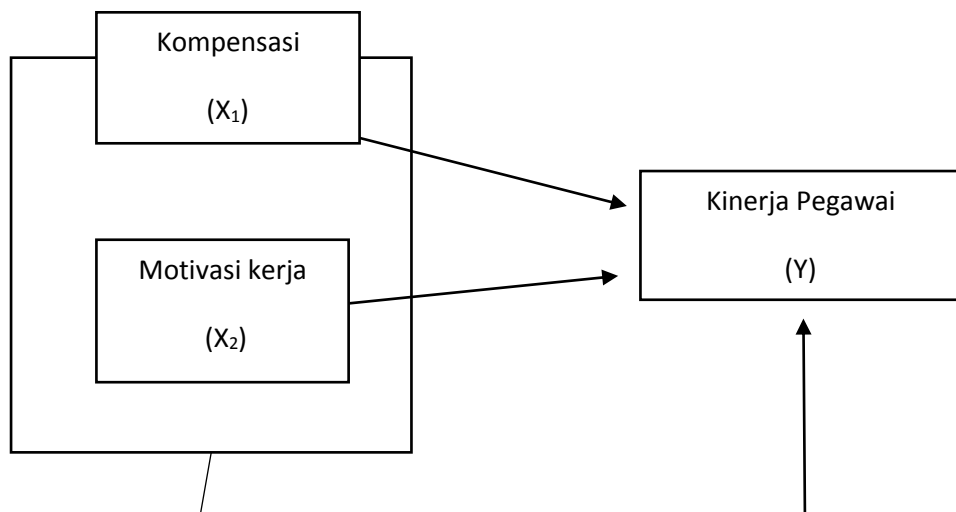 Kompensasi
(X₁)
Kinerja Pegawai
(Y)
Motivasi kerja
(X₂)